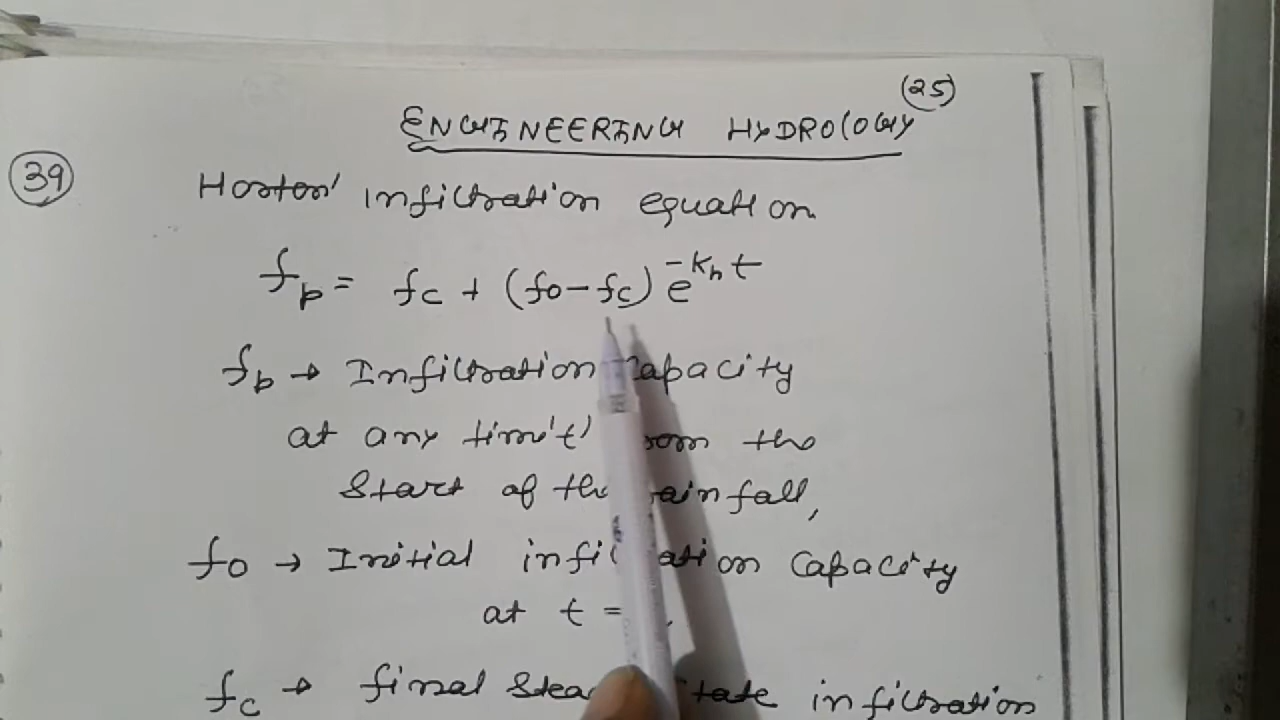 (25)
ENGINEERING HYDROLOGY
39
Horton' infiltration equation
fp = fc + (fo-fc) e^-Kh t
fp → Infiltration Capacity
at any time 't' from the
Start of the rainfall,
fo → Initial infiltration Capacity
at t =
fc → final Steady State infiltration